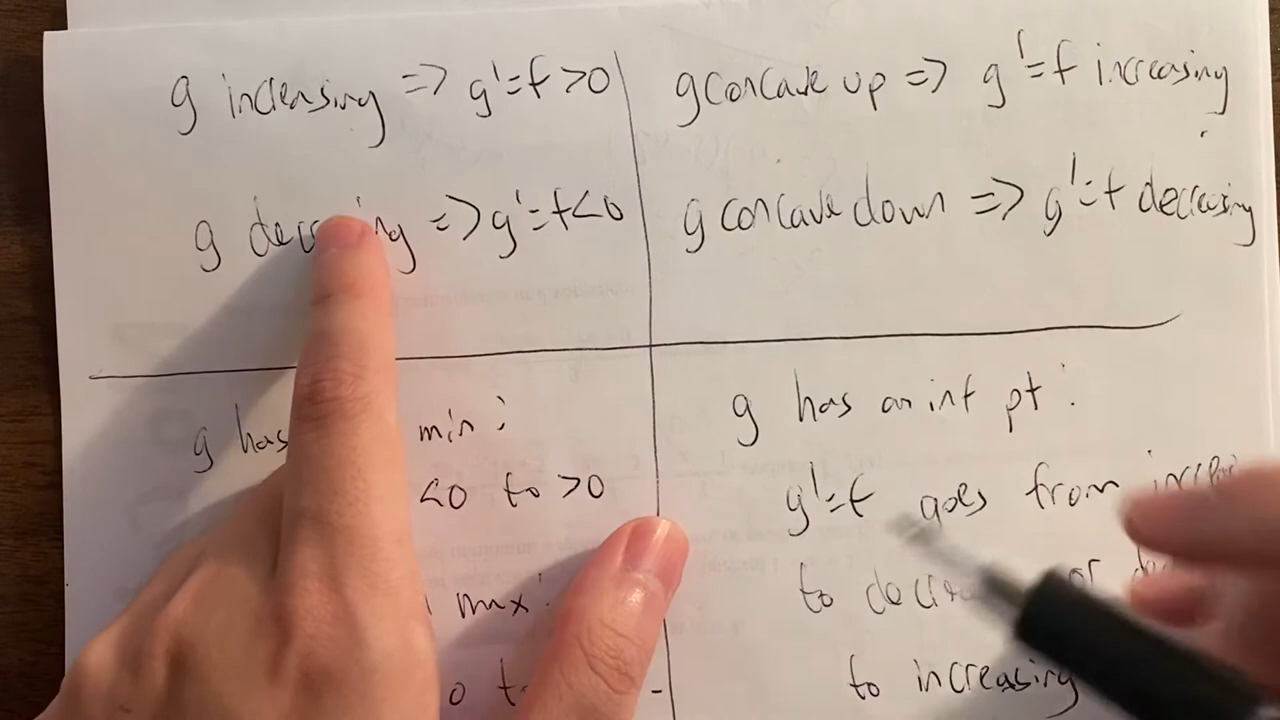 g increasing => g'=f>0
g => g'=f<0
g concave up => g'=f increasing
g concave down => g'=f decreasing
g has min:
<0 to >0
max:
g has an inf pt:
g'=f goes from
to
to increasing